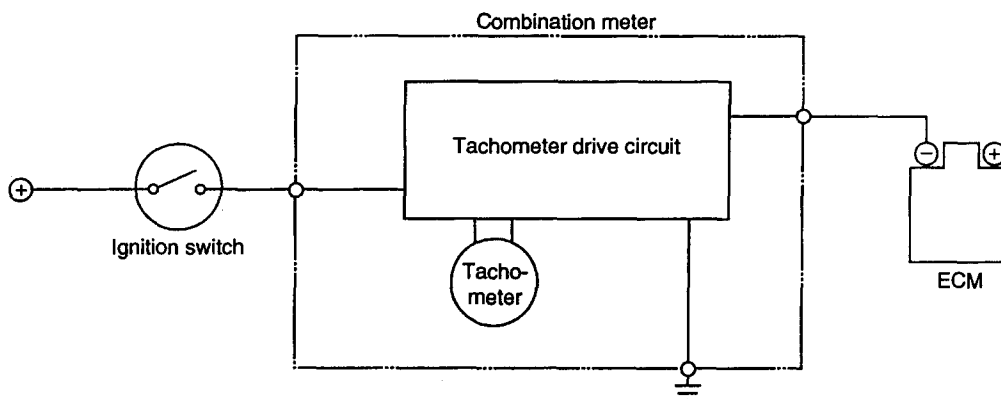 Combination meter
Tachometer drive circuit
+
Ignition switch
Tacho-
meter
− +
ECM